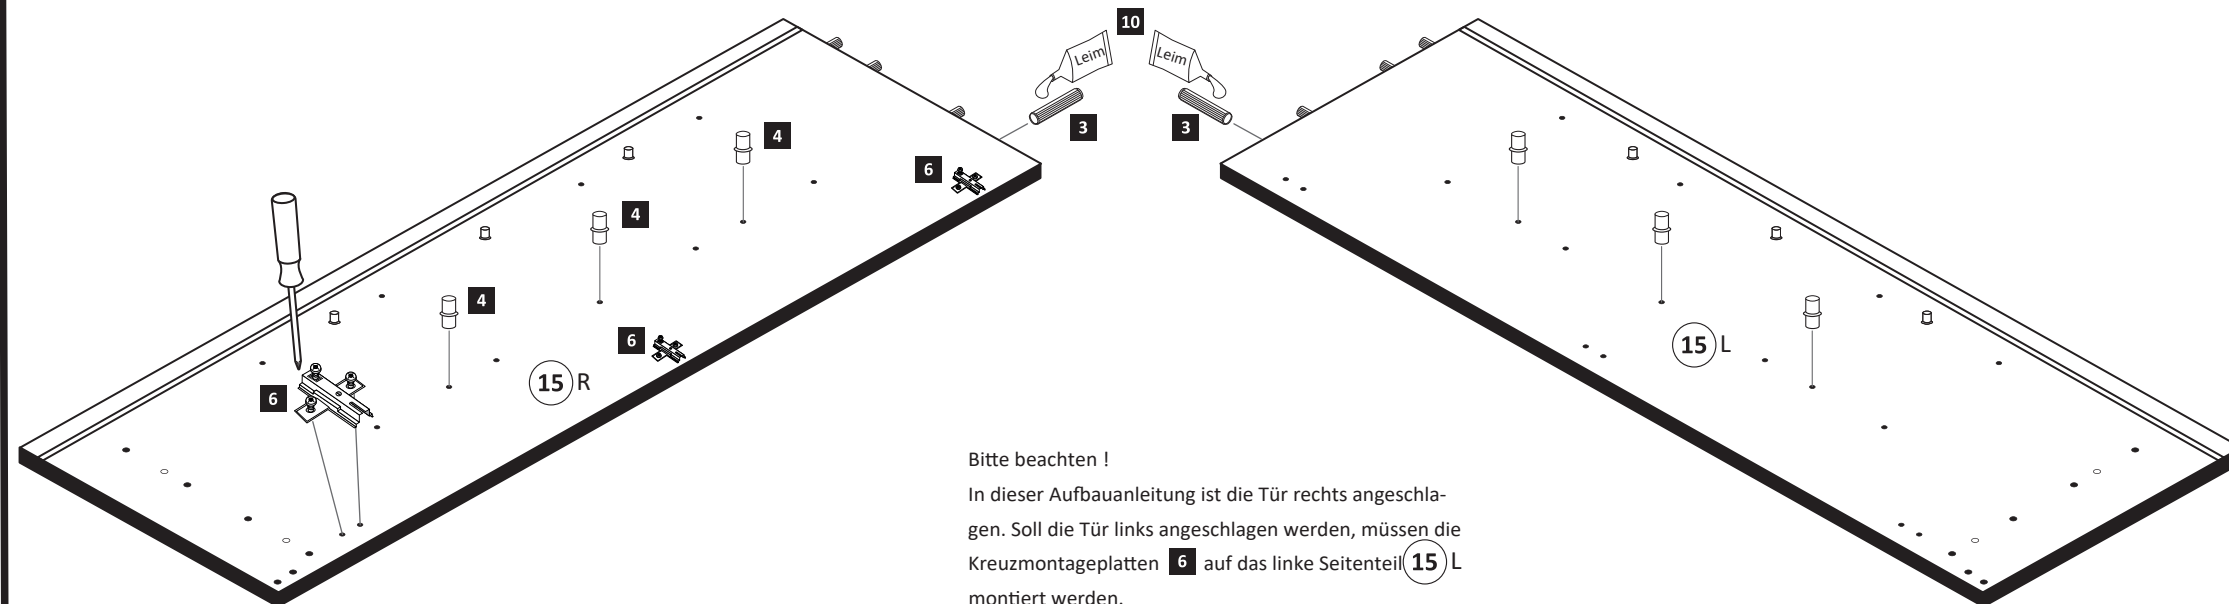 10
Leim Leim
3 3
4
6
4
4
6
6
15 R
15 L
Bitte beachten !
In dieser Aufbauanleitung ist die Tür rechts angeschla-
gen. Soll die Tür links angeschlagen werden, müssen die
Kreuzmontageplatten 6 auf das linke Seitenteil 15 L
montiert werden.